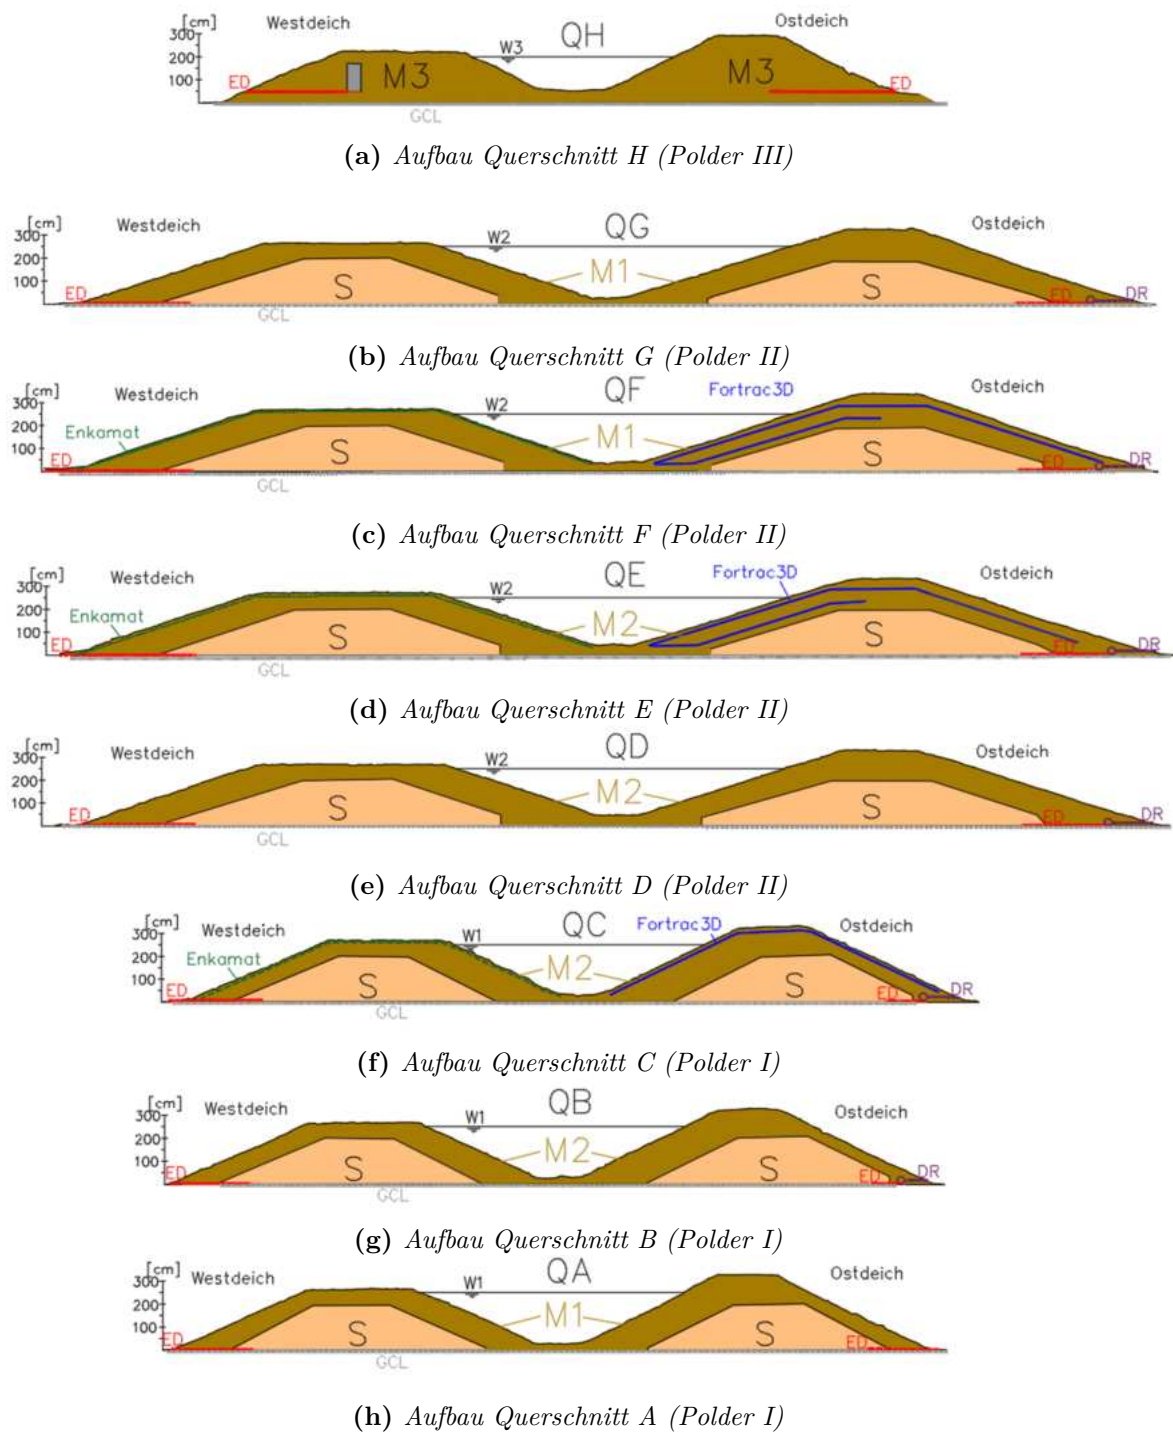 [cm] Westdeich QH Ostdeich
300 W3
200
100 ED M3 M3 ED
GCL
(a) Aufbau Querschnitt H (Polder III)
[cm] Westdeich QG Ostdeich
300 W2
200 M1
100 ED S S ED DR
GCL
(b) Aufbau Querschnitt G (Polder II)
[cm] Westdeich QF Fortrac3D Ostdeich
300 W2
200 Enkamat M1
100 ED S S ED DR
GCL
(c) Aufbau Querschnitt F (Polder II)
[cm] Westdeich QE Fortrac3D Ostdeich
300 W2
200 Enkamat M2
100 ED S S ED DR
GCL
(d) Aufbau Querschnitt E (Polder II)
[cm] Westdeich QD Ostdeich
300 W2
200 M2
100 ED S S ED DR
GCL
(e) Aufbau Querschnitt D (Polder II)
[cm] Westdeich QC Fortrac3D Ostdeich
300 W1
200 Enkamat M2
100 ED S S ED DR
GCL
(f) Aufbau Querschnitt C (Polder I)
[cm] Westdeich QB Ostdeich
300 W1
200 M2
100 ED S S ED DR
GCL
(g) Aufbau Querschnitt B (Polder I)
[cm] Westdeich QA Ostdeich
300 W1
200 M1
100 ED S S ED
GCL
(h) Aufbau Querschnitt A (Polder I)